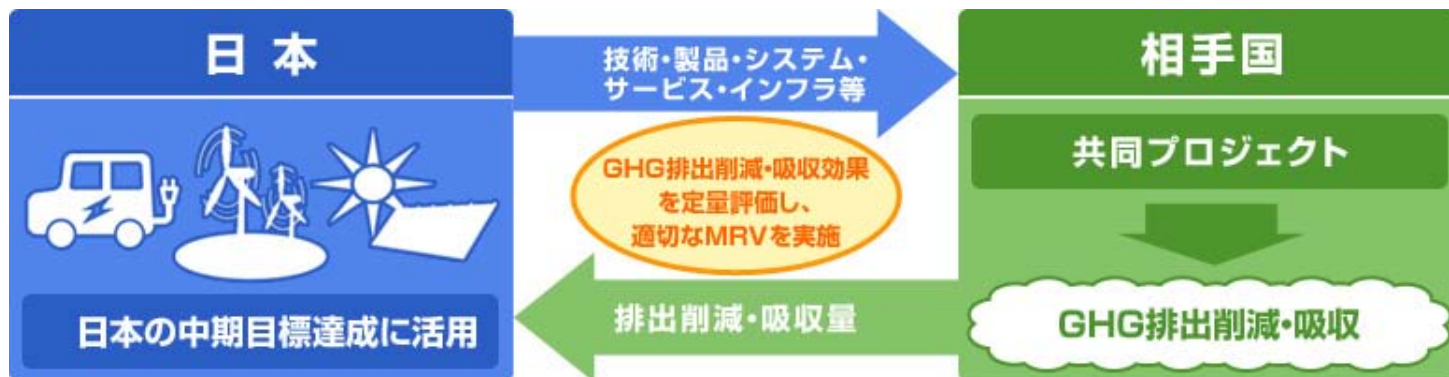 日本
技術・製品・システム・
サービス・インフラ等
相手国
共同プロジェクト
GHG排出削減・吸収効果
を定量評価し、
適切なMRVを実施
日本の中期目標達成に活用
排出削減・吸収量
GHG排出削減・吸収